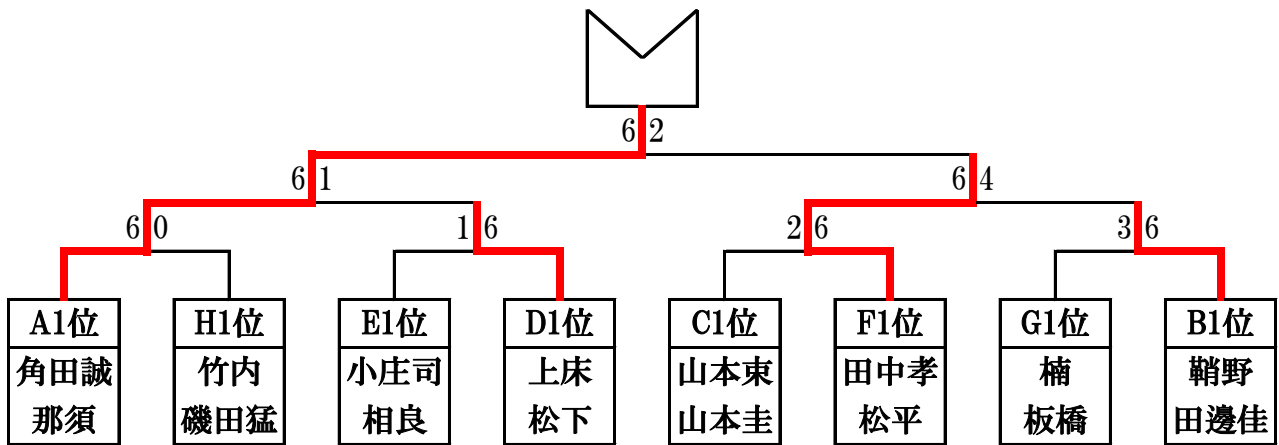 6 2
6 1 6 4
6 0 1 6 2 6 3 6
A1位 H1位 E1位 D1位 C1位 F1位 G1位 B1位
角田誠 竹内 小庄司 上床 山本東 田中孝 楠 鞘野
那須 磯田猛 相良 松下 山本圭 松平 板橋 田邊佳